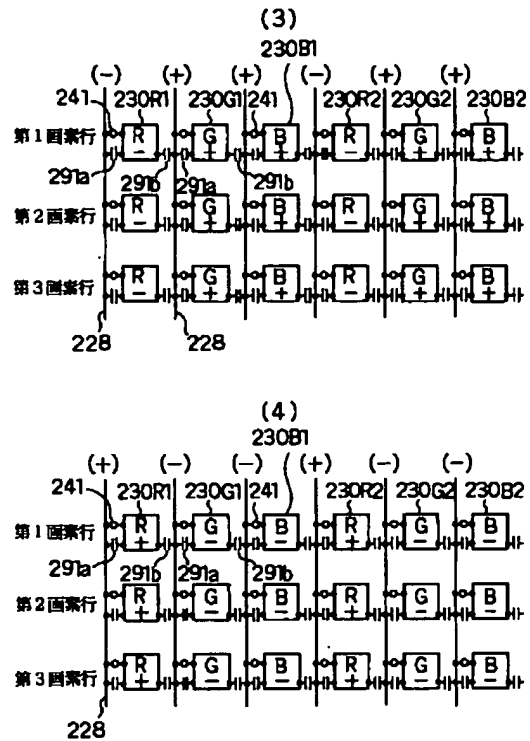 (3)
230B1
(-) (+) (+) (-) (+) (+)
241 230R1 230G1 241 230R2 230G2 230B2
第1画素行 R G B R G B
- + + - + +
291a 291b 291a 291b
第2画素行 R G B R G B
- + + - + +
第3画素行 R G B R G B
- + + - + +
228 228
(4)
230B1
(+) (-) (-) (+) (-) (-)
241 230R1 230G1 241 230R2 230G2 230B2
第1画素行 R G B R G B
+ - - + - -
291a 291b 291a 291b
第2画素行 R G B R G B
+ - - + - -
第3画素行 R G B R G B
+ - - + - -
228